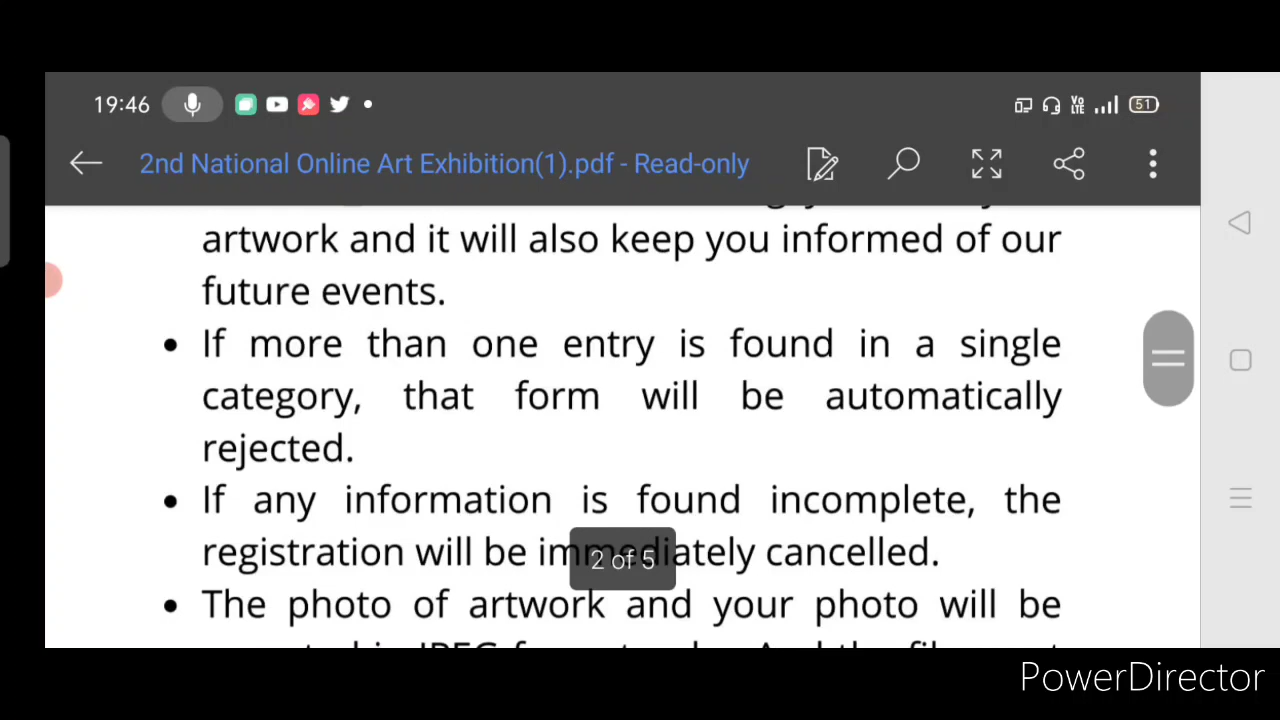 19:46
VoLTE
51
2nd National Online Art Exhibition(1).pdf - Read-only
artwork and it will also keep you informed of our
future events.
• If more than one entry is found in a single
category, that form will be automatically
rejected.
• If any information is found incomplete, the
registration will be immediately cancelled.
2 of 5
• The photo of artwork and your photo will be
PowerDirector